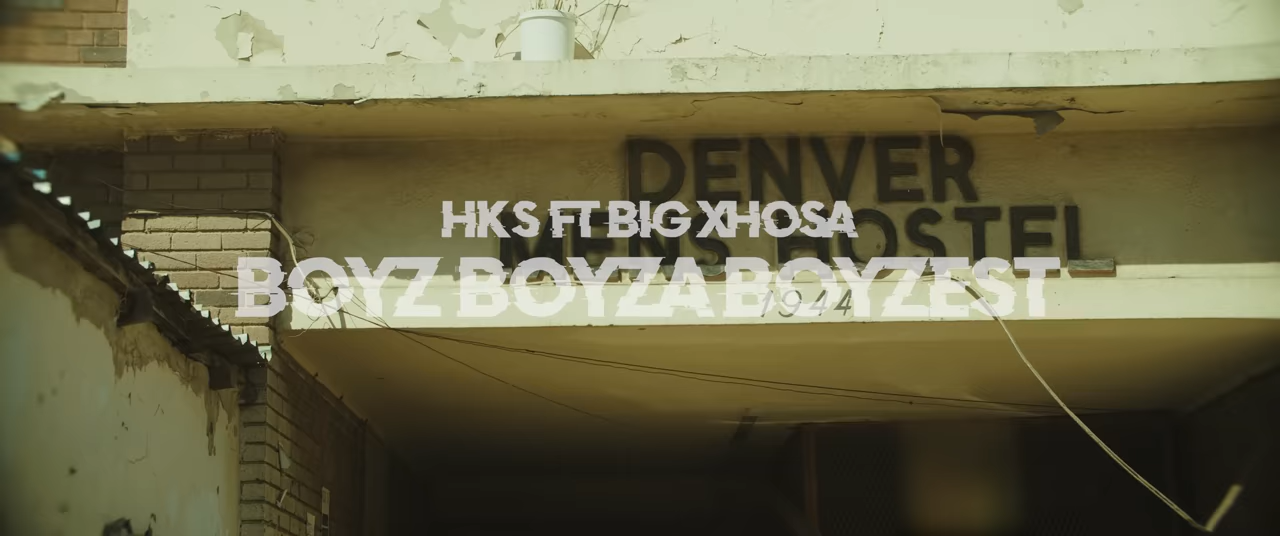 DENVER
MENS HOSTEL
1944
HKS FT BIG XHOSA
BOYZ BOYZA BOYZEST